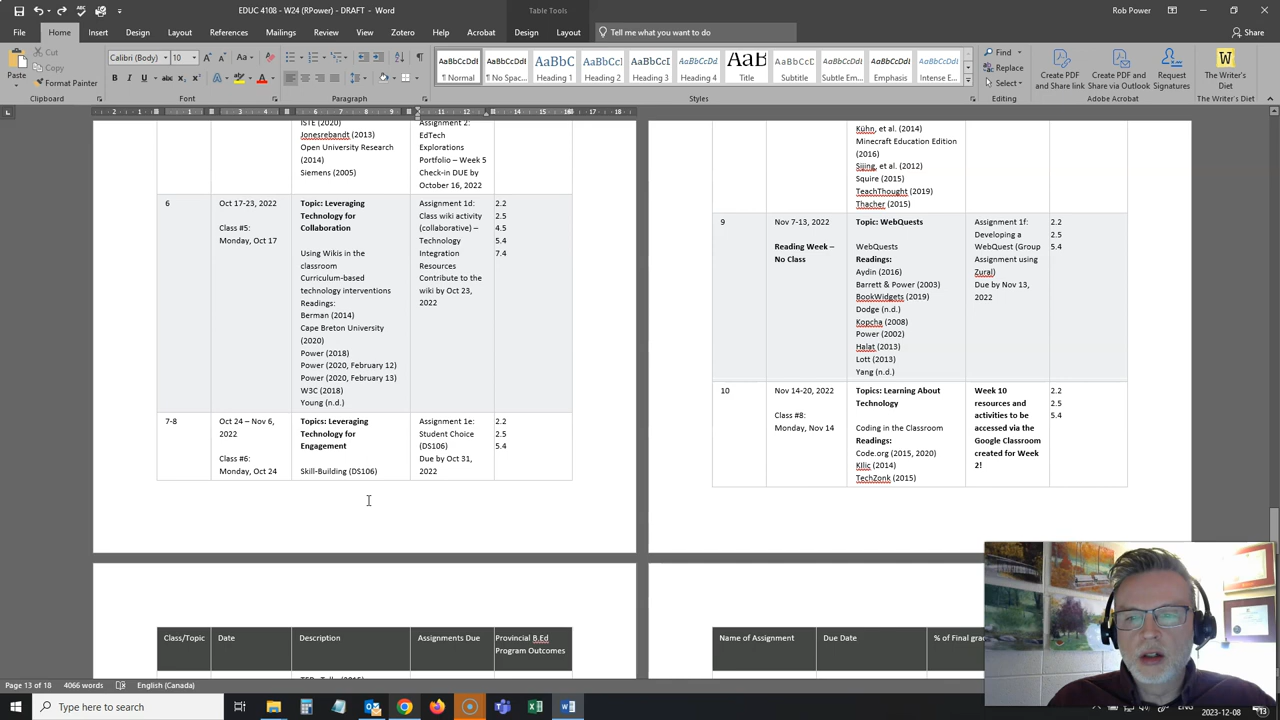 EDUC 4108 - W24 (RPower) - DRAFT - Word
Table Tools
Rob Power
File
Home
Insert
Design
Layout
References
Mailings
Review
View
Zotero
Help
Acrobat
Design
Layout
Tell me what you want to do
Share
Paste
Cut
Copy
Format Painter
Clipboard
Calibri (Body)
10
Font
Paragraph
AaBbCcDc
¶ Normal
AaBbCcDc
¶ No Spac...
AaBbC
Heading 1
AaBbCc
Heading 2
AaBbCcDc
Heading 3
AaBbCcDd
Heading 4
AaBbC
Title
AaBbCcDc
Subtitle
AaBbCcDc
Subtle Em...
AaBbCcDc
Emphasis
AaBbCcDc
Intense E...
Styles
Find
Replace
Select
Editing
Create PDF
and Share link
Create PDF and
Share via Outlook
Request
Signatures
Adobe Acrobat
The Writer's
Diet
The Writer's Diet
ISTE (2020)
Jonesrebandt (2013)
Open University Research
(2014)
Siemens (2005)
Assignment 2:
EdTech
Explorations
Portfolio – Week 5
Check-in DUE by
October 16, 2022
6
Oct 17-23, 2022
Class #5:
Monday, Oct 17
Topic: Leveraging
Technology for
Collaboration
Using Wikis in the
classroom
Curriculum-based
technology interventions
Readings:
Berman (2014)
Cape Breton University
(2020)
Power (2018)
Power (2020, February 12)
Power (2020, February 13)
W3C (2018)
Young (n.d.)
Assignment 1d:
Class wiki activity
(collaborative) –
Technology
Integration
Resources
Contribute to the
wiki by Oct 23,
2022
2.2
2.5
4.5
5.4
7.4
7-8
Oct 24 – Nov 6,
2022
Class #6:
Monday, Oct 24
Topics: Leveraging
Technology for
Engagement
Skill-Building (DS106)
Assignment 1e:
Student Choice
(DS106)
Due by Oct 31,
2022
2.2
2.5
5.4
Kühn, et al. (2014)
Minecraft Education Edition
(2016)
Sijing, et al. (2012)
Squire (2015)
TeachThought (2019)
Thacher (2015)
9
Nov 7-13, 2022
Reading Week –
No Class
Topic: WebQuests
WebQuests
Readings:
Aydin (2016)
Barrett & Power (2003)
BookWidgets (2019)
Dodge (n.d.)
Kopcha (2008)
Power (2002)
Halat (2013)
Lott (2013)
Yang (n.d.)
Assignment 1f:
Developing a
WebQuest (Group
Assignment using
Zural)
Due by Nov 13,
2022
2.2
2.5
5.4
10
Nov 14-20, 2022
Class #8:
Monday, Nov 14
Topics: Learning About
Technology
Coding in the Classroom
Readings:
Code.org (2015, 2020)
KIlic (2014)
TechZonk (2015)
Week 10
resources and
activities to be
accessed via the
Google Classroom
created for Week
2!
2.2
2.5
5.4
Class/Topic
Date
Description
Assignments Due
Provincial B.Ed
Program Outcomes
Name of Assignment
Due Date
% of Final grad
Page 13 of 18
4066 words
English (Canada)
Type here to search
2023-12-08